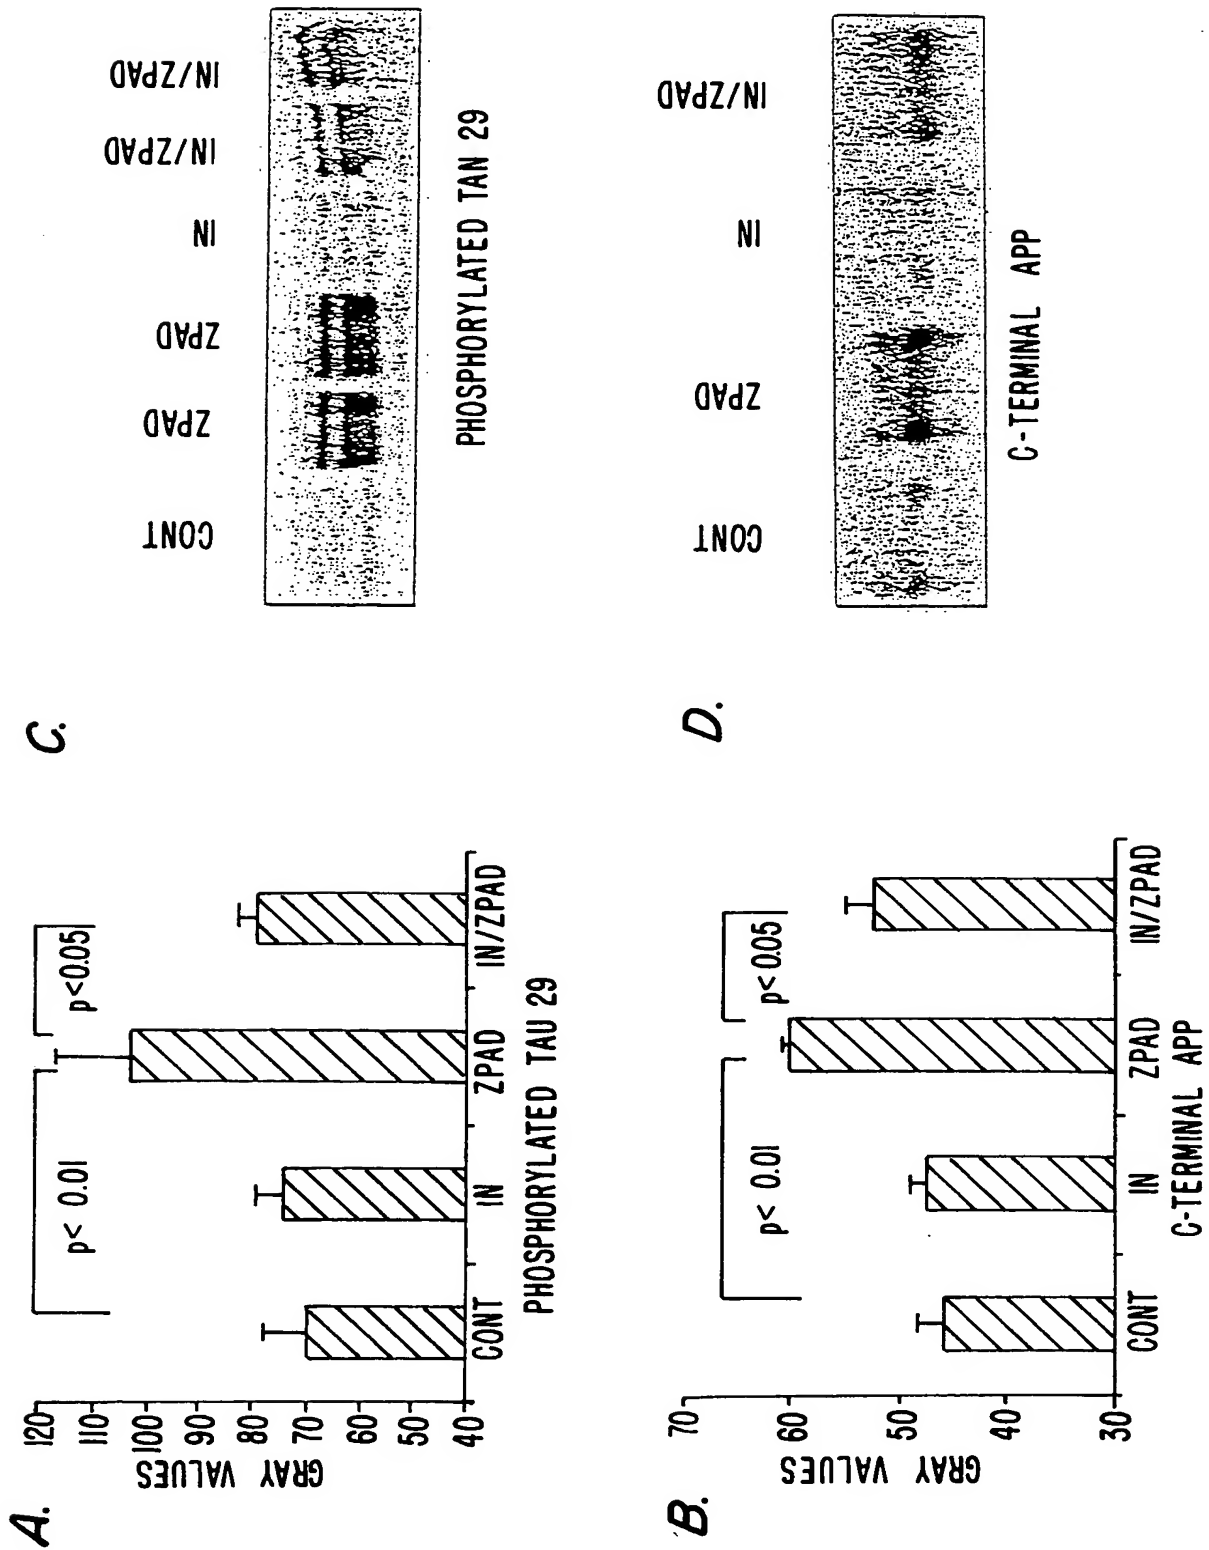 A.
GRAY VALUES
120
110
100
90
80
70
60
50
40
p< 0.01
p<0.05
CONT
IN
ZPAD
IN/ZPAD
PHOSPHORYLATED TAU 29
C.
CONT
ZPAD
ZPAD
IN
IN/ZPAD
IN/ZPAD
PHOSPHORYLATED TAN 29
B.
GRAY VALUES
70
60
50
40
30
p< 0.01
p<0.05
CONT
IN
ZPAD
IN/ZPAD
C-TERMINAL APP
D.
CONT
ZPAD
IN
IN/ZPAD
C-TERMINAL APP